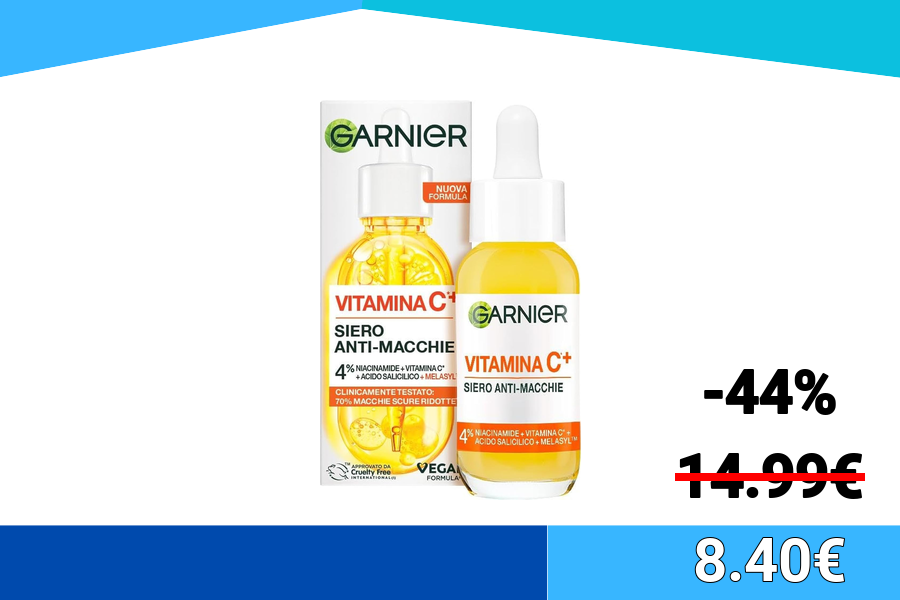 GARNIER
NUOVA
FORMULA
VITAMINA C*+
SIERO
ANTI-MACCHIE
4% NIACINAMIDE + VITAMINA C*
+ ACIDO SALICILICO + MELASYL
CLINICAMENTE TESTATO:
70% MACCHIE SCURE RIDOTTE
APPROVATO DA
Cruelty Free
INTERNATIONAL
VEGAN
FORMULA
GARNIER
VITAMINA C*+
SIERO ANTI-MACCHIE
4% NIACINAMIDE + VITAMINA C* +
ACIDO SALICILICO + MELASYL™
-44%
14.99€
8.40€